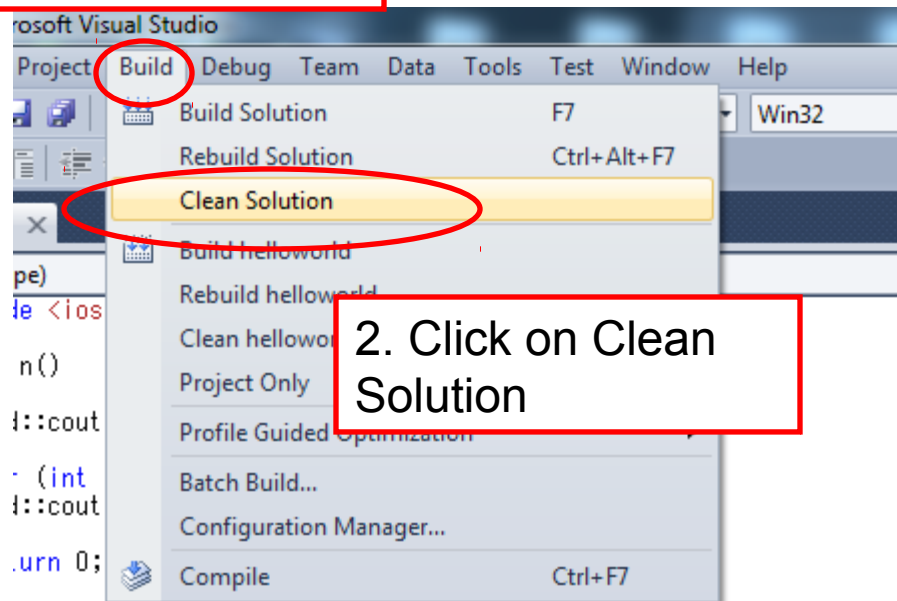 rosoft Visual Studio
Project Build Debug Team Data Tools Test Window Help
Build Solution F7
Win32
Rebuild Solution Ctrl+Alt+F7
Clean Solution
Build helloworld
pe)
Rebuild helloworld
de <ios
Clean hellowor
2. Click on Clean
Solution
n()
Project Only
d::cout
Profile Guided Optimization
(int
Batch Build...
d::cout
Configuration Manager...
urn 0;
Compile Ctrl+F7